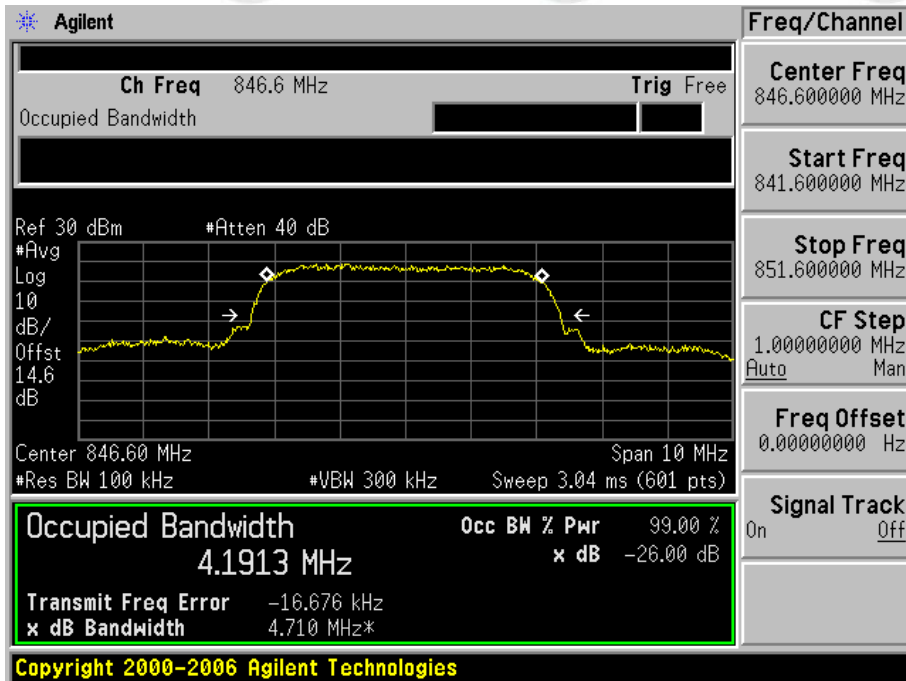 Agilent
Freq/Channel
Ch Freq 846.6 MHz Trig Free
Occupied Bandwidth
Center Freq
846.600000 MHz
Start Freq
841.600000 MHz
Stop Freq
851.600000 MHz
CF Step
1.00000000 MHz
Auto Man
Freq Offset
0.00000000 Hz
Signal Track
On Off
Ref 30 dBm #Atten 40 dB
#Avg
Log
10
dB/
Offst
14.6
dB
Center 846.60 MHz Span 10 MHz
#Res BW 100 kHz #VBW 300 kHz Sweep 3.04 ms (601 pts)
Occupied Bandwidth Occ BW % Pwr 99.00 %
4.1913 MHz x dB -26.00 dB
Transmit Freq Error -16.676 kHz
x dB Bandwidth 4.710 MHz*
Copyright 2000-2006 Agilent Technologies